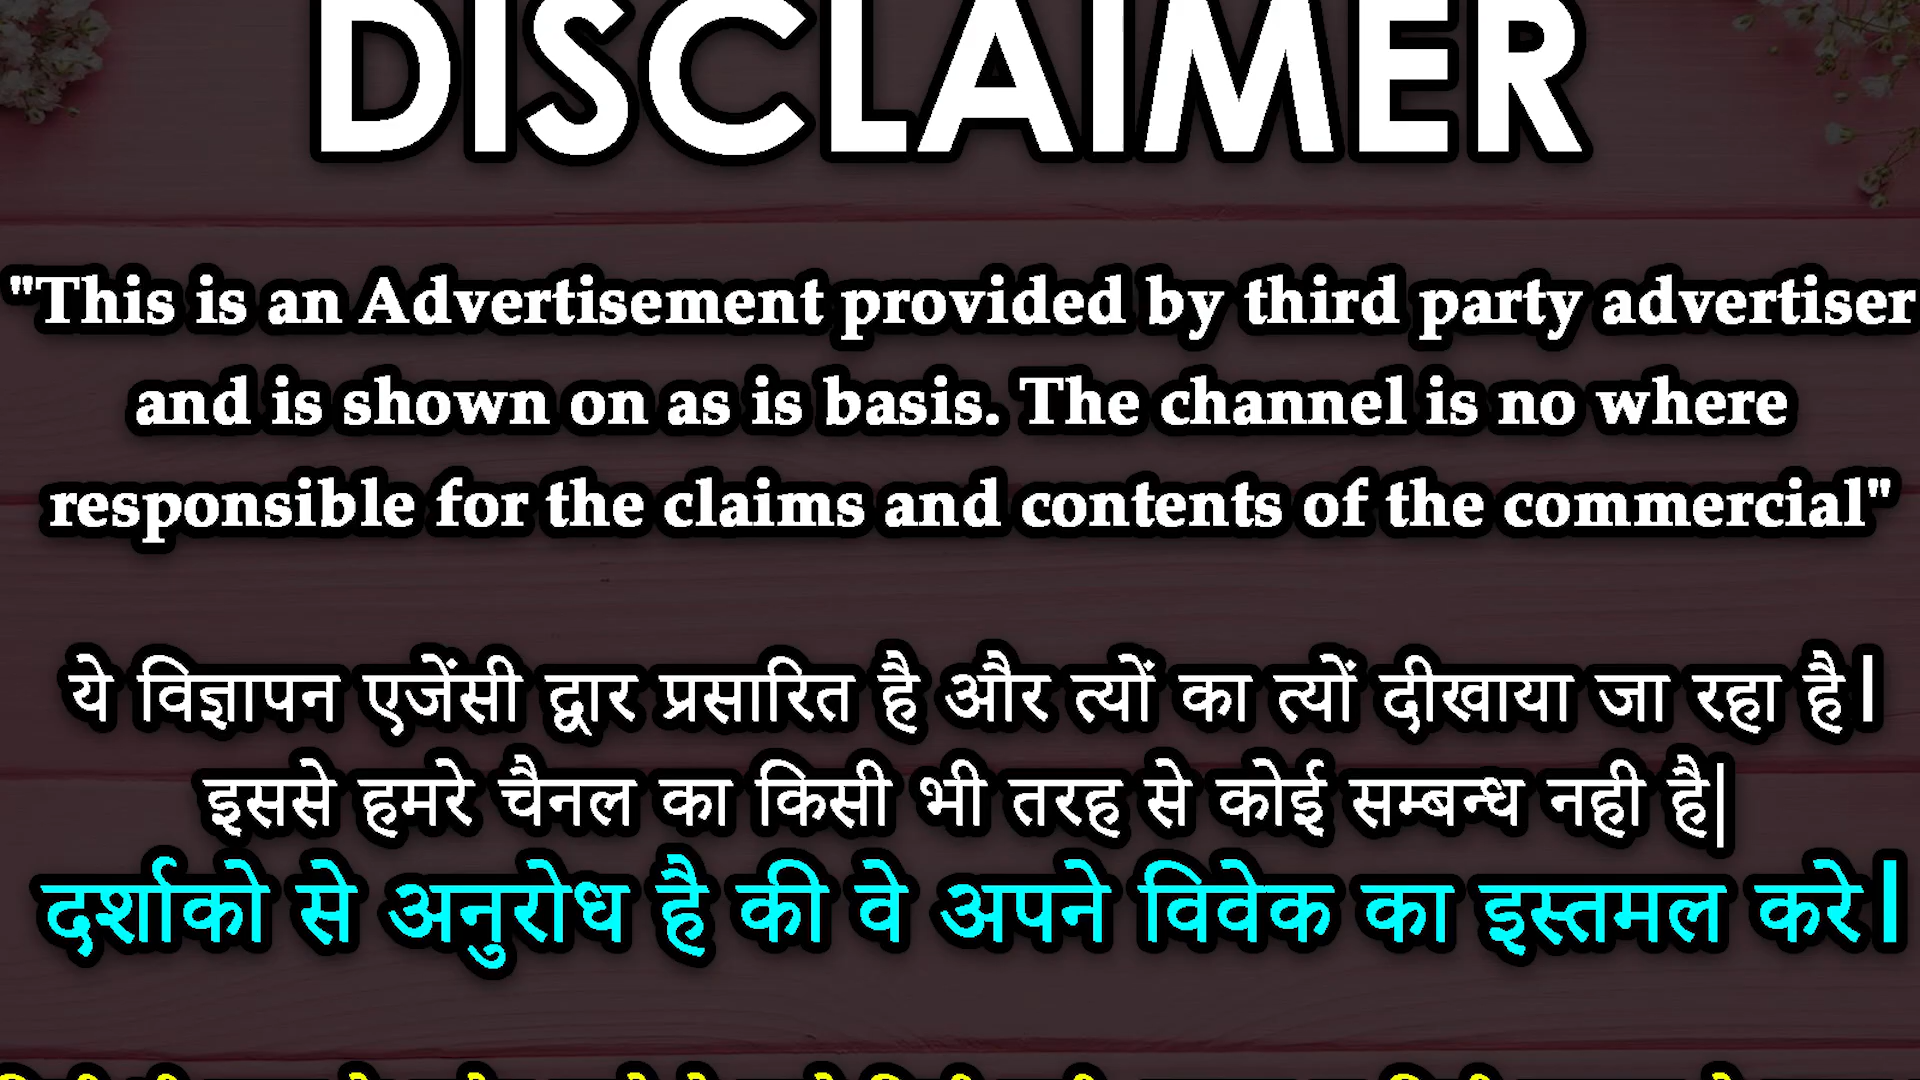 DISCLAIMER
"This is an Advertisement provided by third party advertiser
and is shown on as is basis. The channel is no where
responsible for the claims and contents of the commercial"
ये विज्ञापन एजेंसी द्वार प्रसारित है और त्यों का त्यों दीखाया जा रहा है।
इससे हमरे चैनल का किसी भी तरह से कोई सम्बन्ध नही है|
दर्शाको से अनुरोध है की वे अपने विवेक का इस्तमल करे।